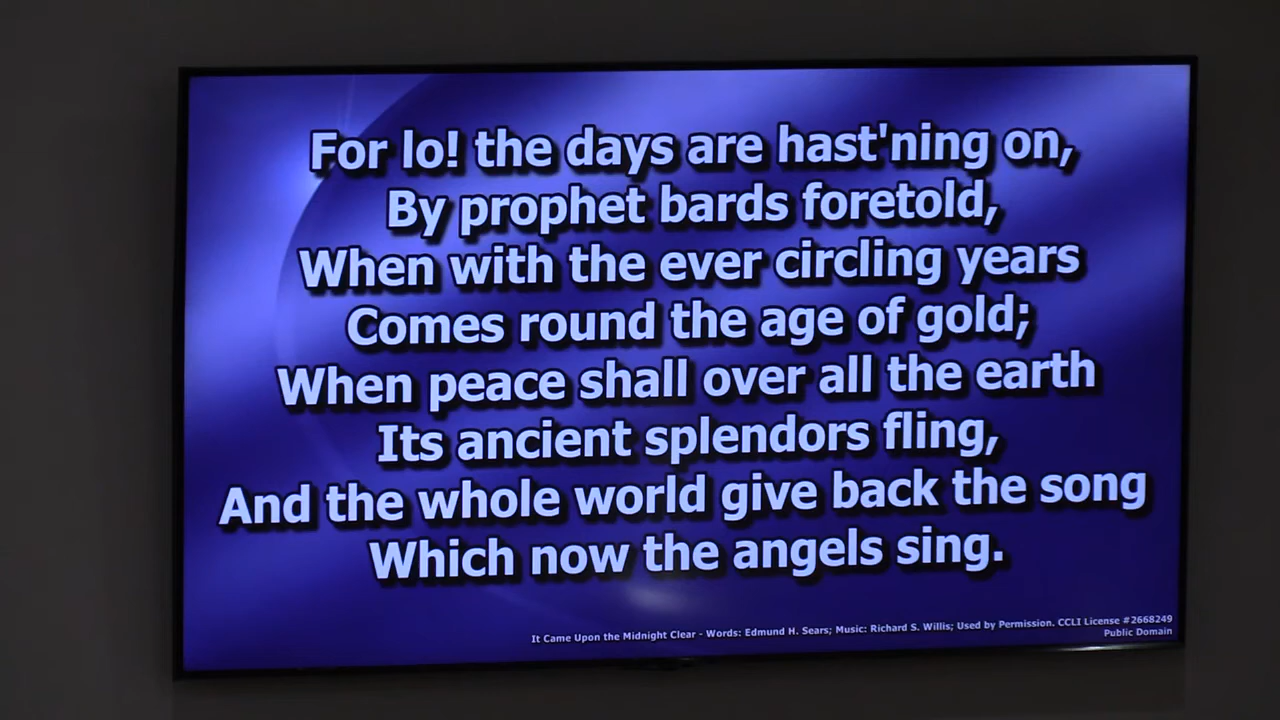 For lo! the days are hast'ning on,
By prophet bards foretold,
When with the ever circling years
Comes round the age of gold;
When peace shall over all the earth
Its ancient splendors fling,
And the whole world give back the song
Which now the angels sing.
It Came Upon the Midnight Clear - Words: Edmund H. Sears; Music: Richard S. Willis; Used by Permission. CCLI License #2668249
Public Domain